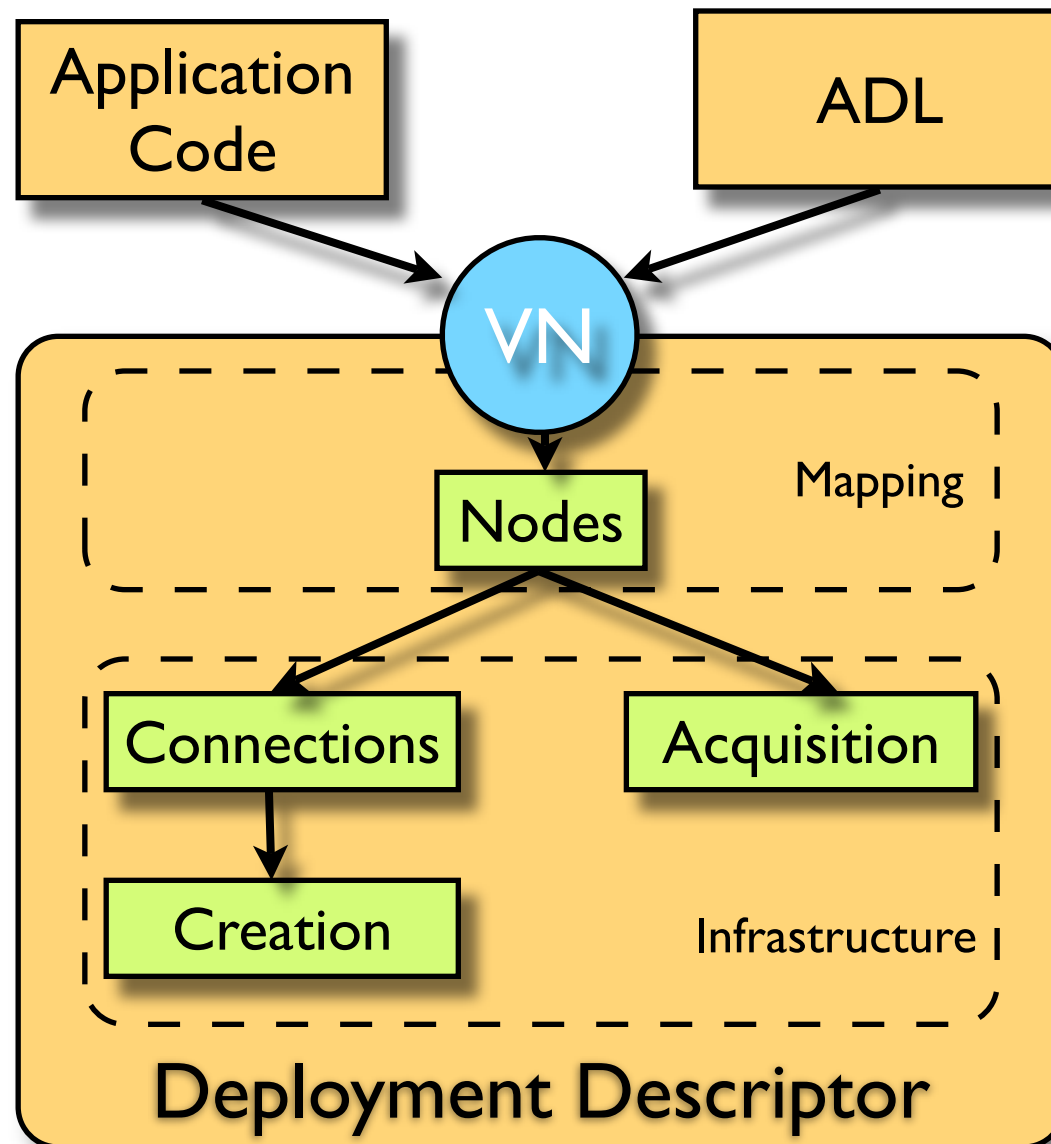 Application
Code
ADL
VN
Mapping
Nodes
Connections
Acquisition
Creation
Infrastructure
Deployment Descriptor